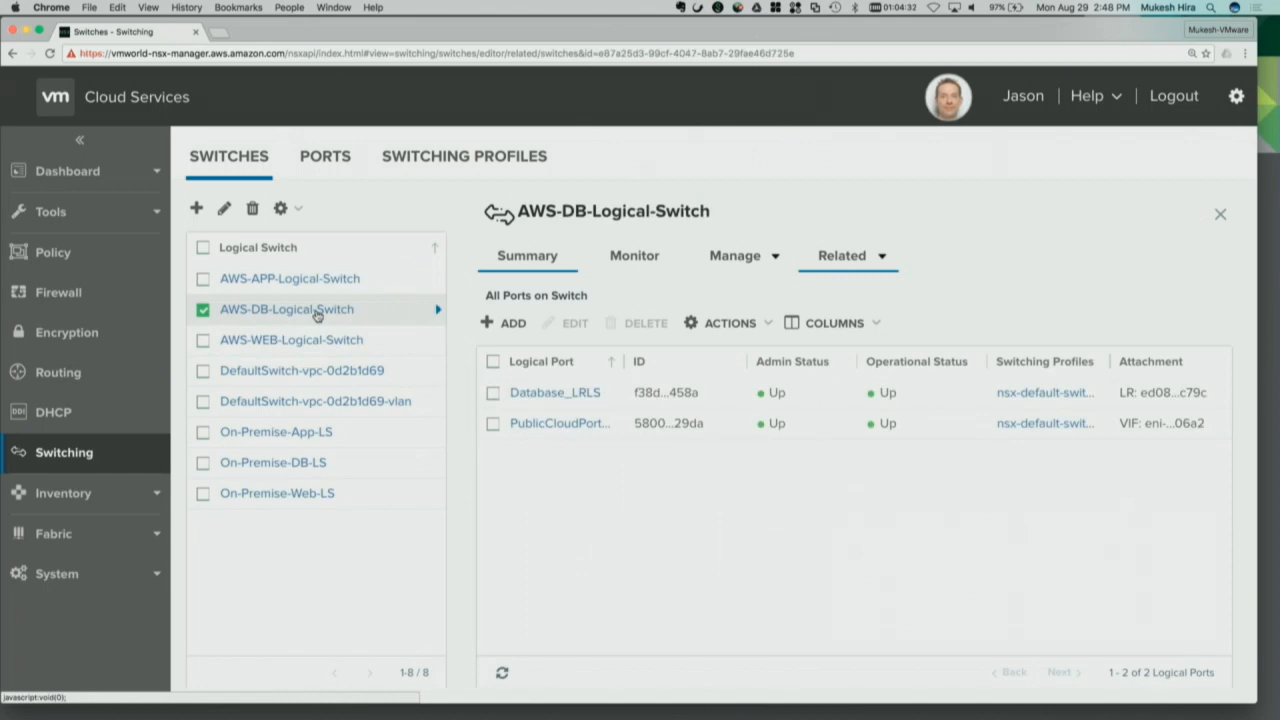 Chrome File Edit View History Bookmarks People Window Help 01:04:32 97% Mon Aug 29 2:48 PM Mukesh Hira
Switches - Switching Mukesh-VMware
https://vmworld-nsx-manager.aws.amazon.com/nsxapi/index.html#view=switching/switches/editor/related/switches&id=e87a25d3-99cf-4047-8ab7-29fae46d725e
vm Cloud Services Jason Help Logout
Dashboard
Tools
Policy
Firewall
Encryption
Routing
DDI DHCP
Switching
Inventory
Fabric
System
SWITCHES PORTS SWITCHING PROFILES
Logical Switch
AWS-APP-Logical-Switch
AWS-DB-Logical-Switch
AWS-WEB-Logical-Switch
DefaultSwitch-vpc-0d2b1d69
DefaultSwitch-vpc-0d2b1d69-vlan
On-Premise-App-LS
On-Premise-DB-LS
On-Premise-Web-LS
1-8 / 8
AWS-DB-Logical-Switch
Summary Monitor Manage Related
All Ports on Switch
ADD EDIT DELETE ACTIONS COLUMNS
Logical Port ID Admin Status Operational Status Switching Profiles Attachment
Database_LRLS f38d...458a Up Up nsx-default-swit... LR: ed08...c79c
PublicCloudPort... 5800...29da Up Up nsx-default-swit... VIF: eni-...06a2
Back Next 1 - 2 of 2 Logical Ports
javascript:void(0);